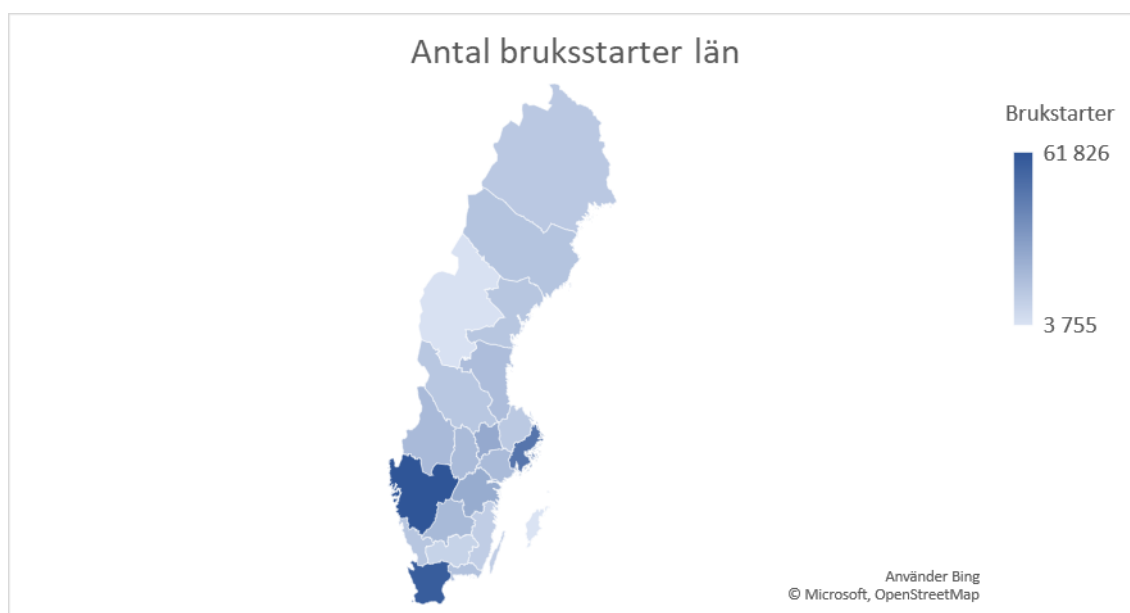 Antal bruksstarter län
Brukstarter
61 826
3 755
Använder Bing
© Microsoft, OpenStreetMap